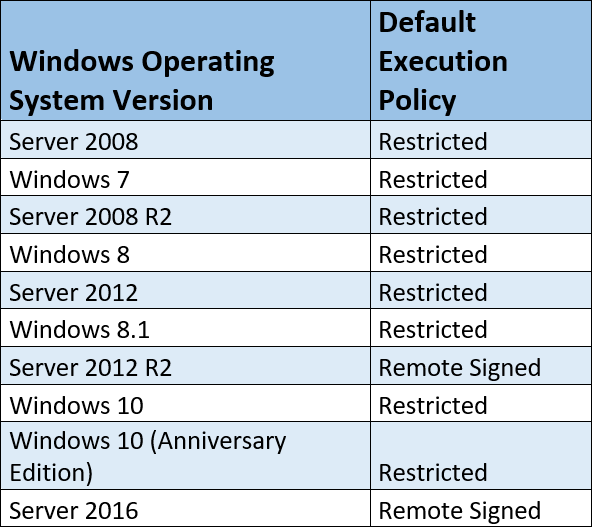 Windows Operating System Version	Default Execution Policy
Server 2008	Restricted
Windows 7	Restricted
Server 2008 R2	Restricted
Windows 8	Restricted
Server 2012	Restricted
Windows 8.1	Restricted
Server 2012 R2	Remote Signed
Windows 10	Restricted
Windows 10 (Anniversary Edition)	Restricted
Server 2016	Remote Signed